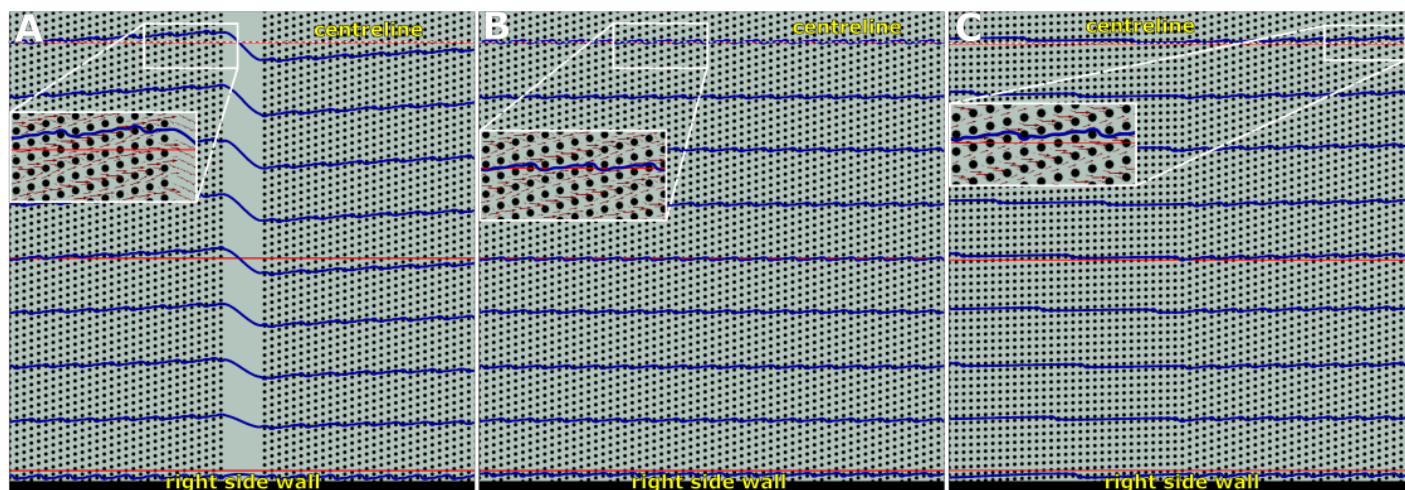 A
centreline
right side wall
B
centreline
right side wall
C
centreline
right side wall